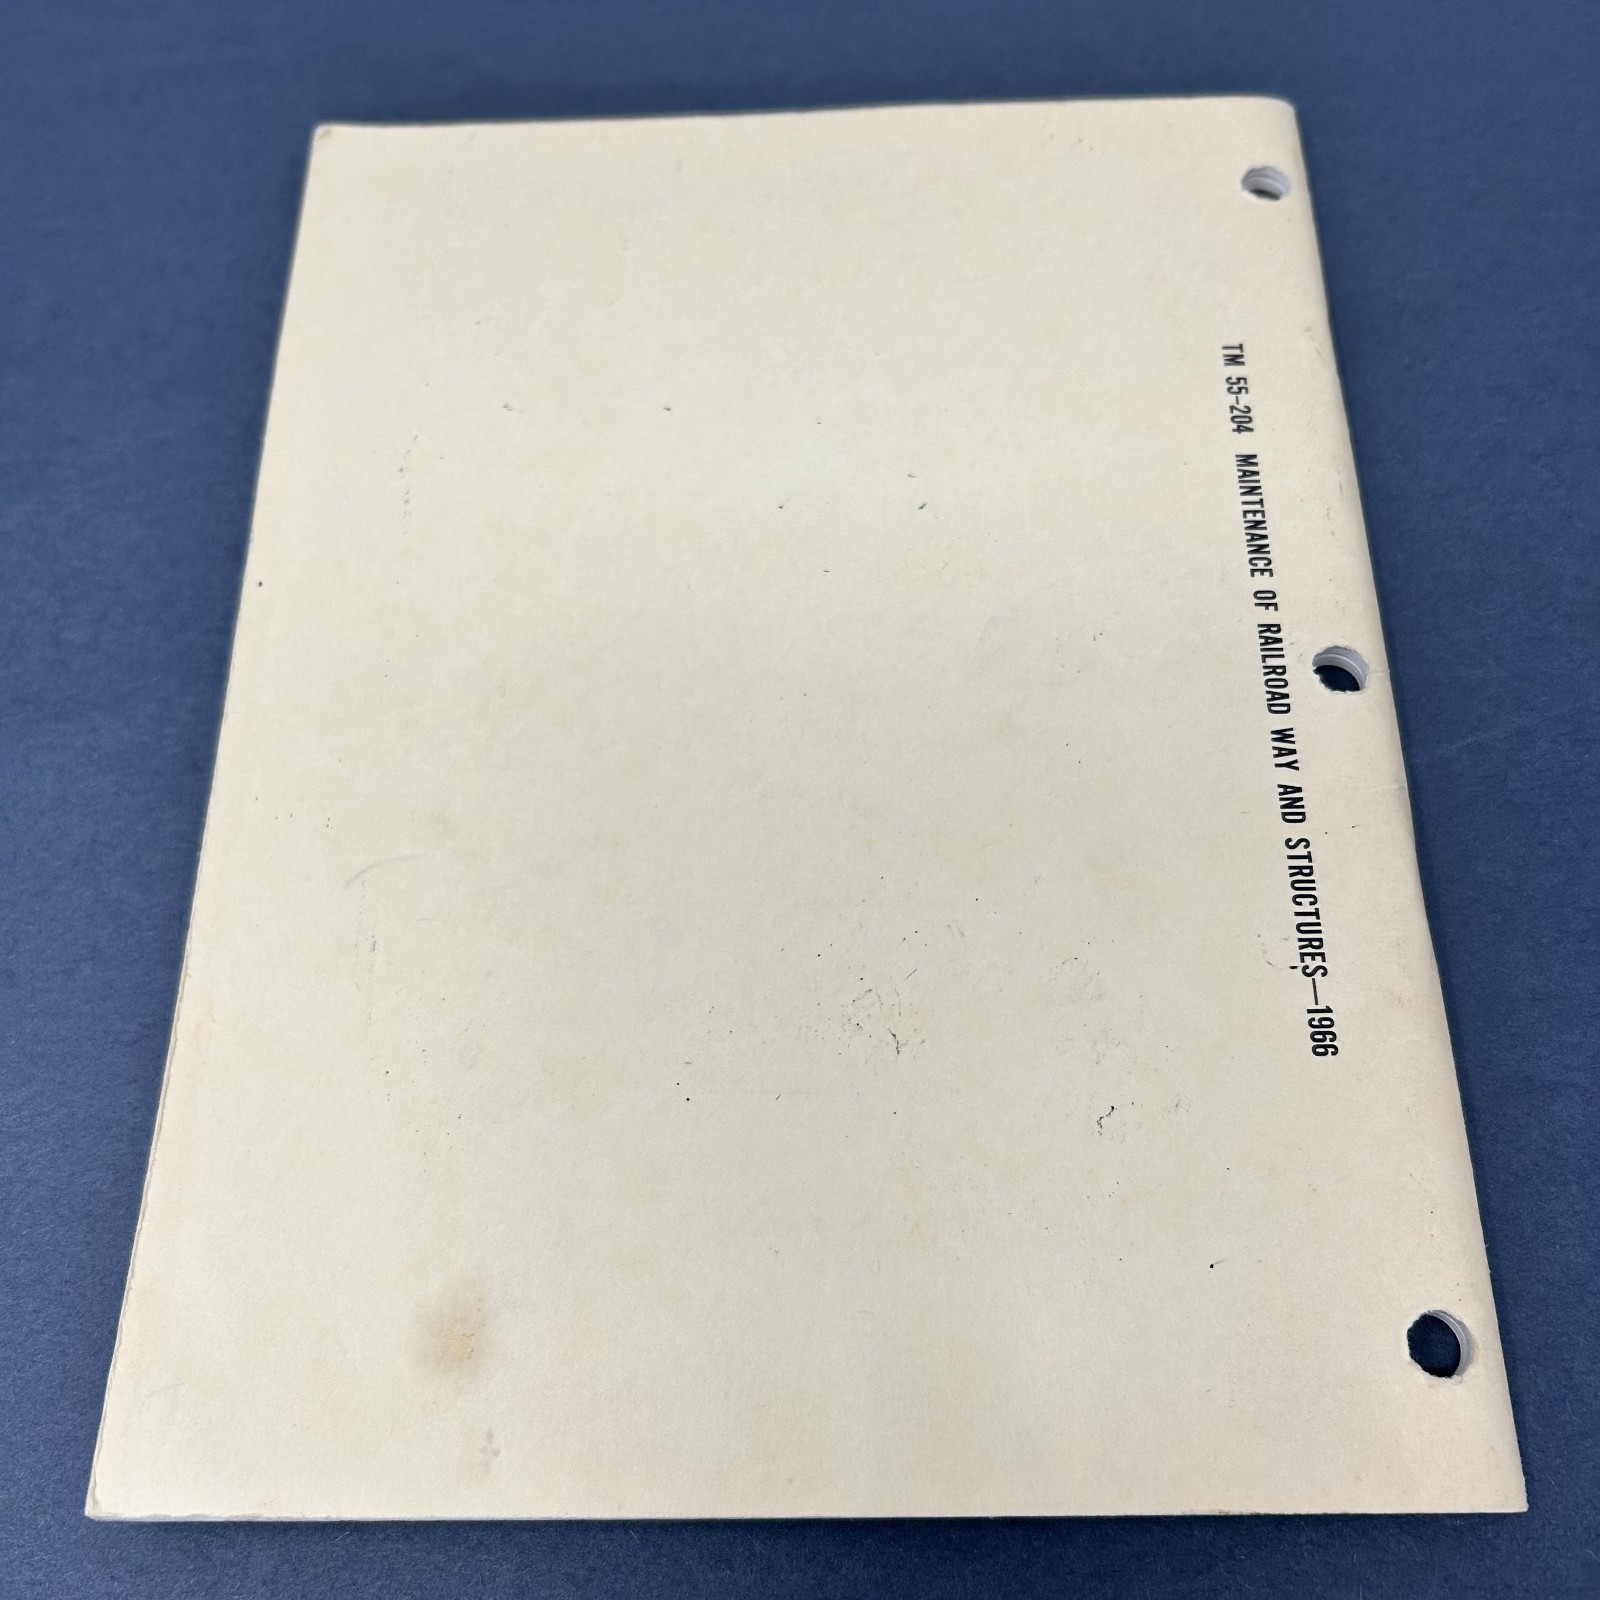 TM 55-204 MAINTENANCE OF RAILROAD WAY AND STRUCTURES—1966